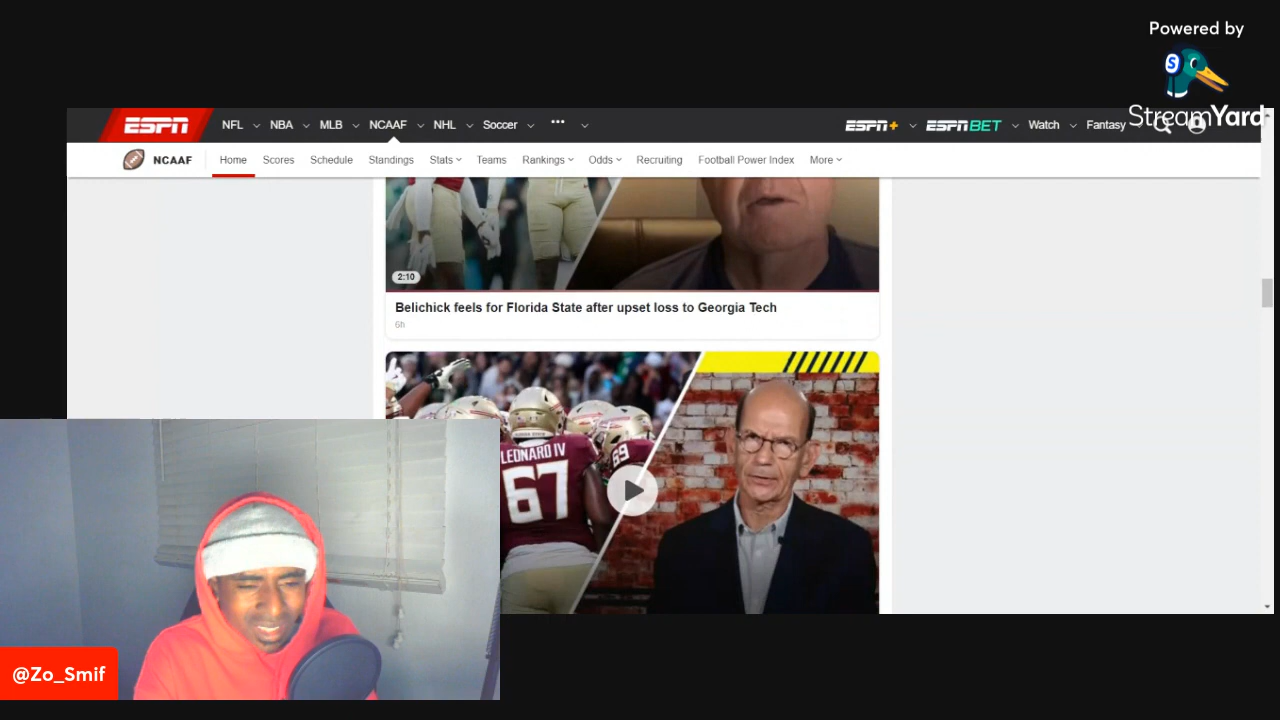 Powered by
StreamYard
ESPN NFL NBA MLB NCAAF NHL Soccer ••• ESPN+ ESPN BET Watch Fantasy
NCAAF Home Scores Schedule Standings Stats Teams Rankings Odds Recruiting Football Power Index More
2:10
Belichick feels for Florida State after upset loss to Georgia Tech
6h
LEONARD IV
67
69
@Zo_Smif